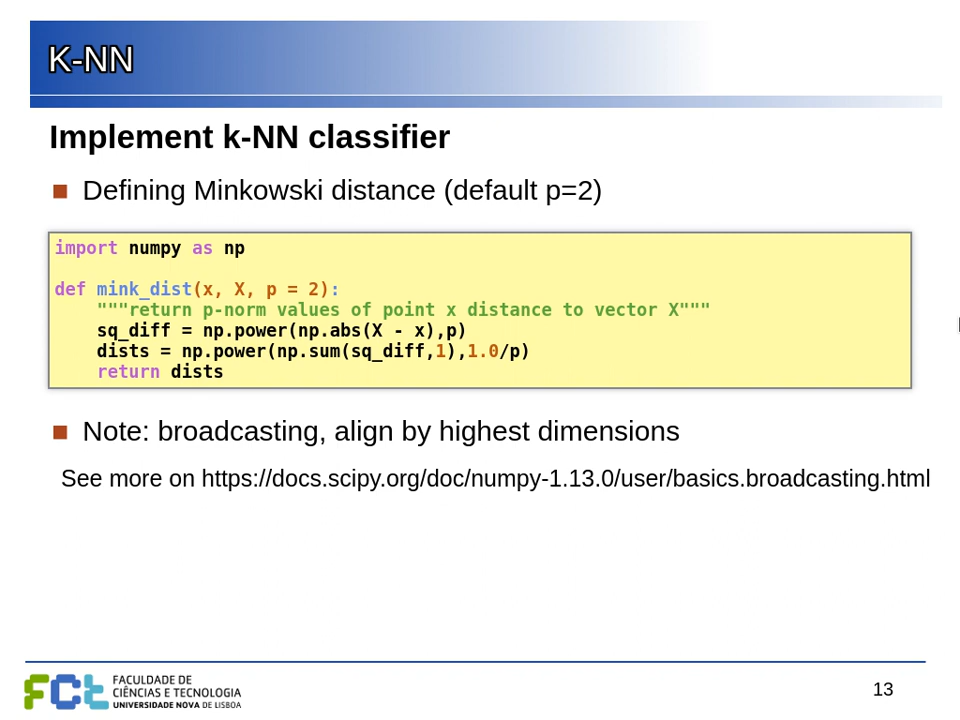 K-NN
Implement k-NN classifier
Defining Minkowski distance (default p=2)
import numpy as np
def mink_dist(x, X, p = 2):
    """return p-norm values of point x distance to vector X"""
    sq_diff = np.power(np.abs(X - x),p)
    dists = np.power(np.sum(sq_diff,1),1.0/p)
    return dists
Note: broadcasting, align by highest dimensions
See more on https://docs.scipy.org/doc/numpy-1.13.0/user/basics.broadcasting.html
FCT
FACULDADE DE
CIÊNCIAS E TECNOLOGIA
UNIVERSIDADE NOVA DE LISBOA
13